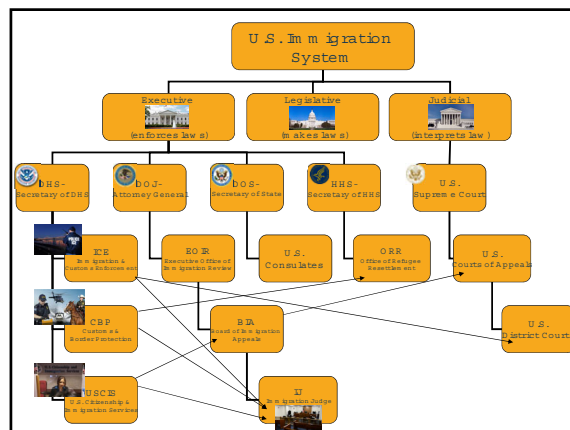 U.S. Immigration
System
Executive
(enforces laws)
Legislative
(makes laws)
Judicial
(interprets law)
DHS-
Secretary of DHS
DOJ-
Attorney General
DOS-
Secretary of State
HHS-
Secretary of HHS
U.S.
Supreme Court
ICE
Immigration &
Customs Enforcement
EOIR
Executive Office of
Immigration Review
U.S.
Consulates
ORR
Office of Refugee
Resettlement
U.S.
Courts of Appeals
CBP
Customs &
Border Protection
BIA
Board of Immigration
Appeals
U.S.
District Court
USCIS
U.S. Citizenship &
Immigration Services
IJ
Immigration Judge